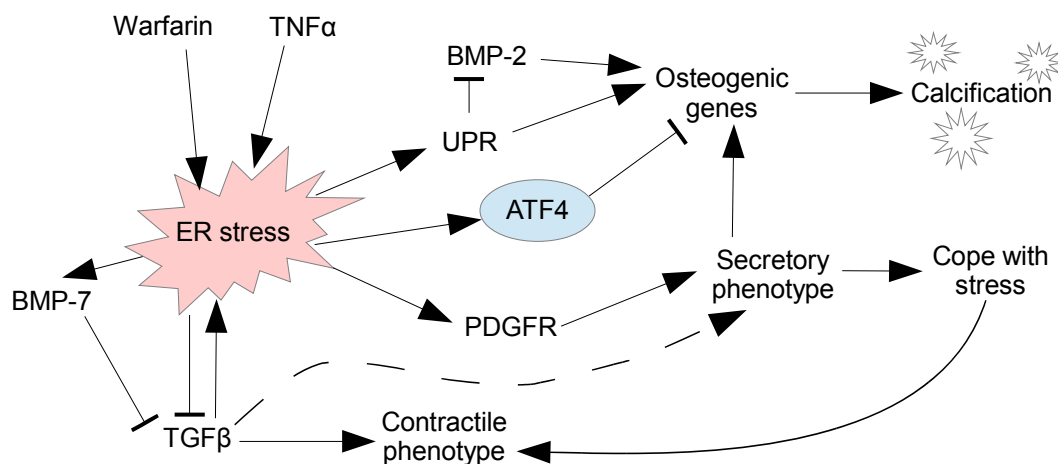 Warfarin
TNFα
BMP-2
Osteogenic
genes
Calcification
UPR
ATF4
ER stress
Secretory
phenotype
Cope with
stress
BMP-7
PDGFR
TGFβ
Contractile
phenotype